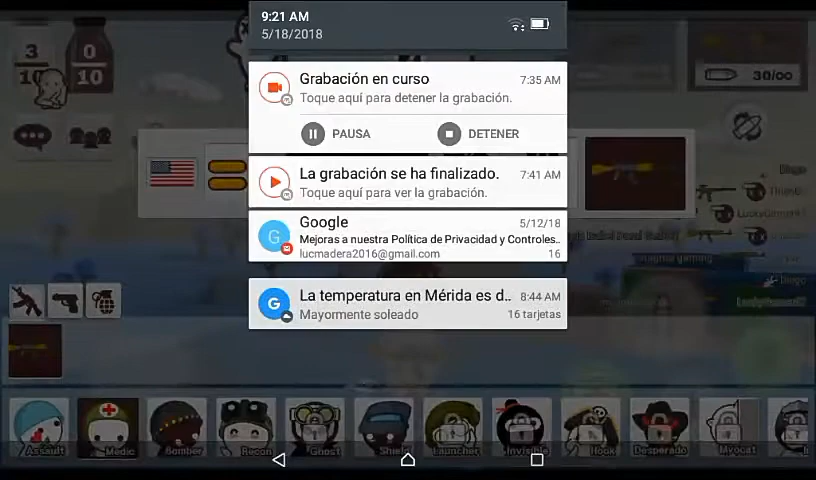 9:21 AM
5/18/2018
Grabación en curso 7:35 AM
Toque aquí para detener la grabación.
PAUSA DETENER
La grabación se ha finalizado. 7:41 AM
Toque aquí para ver la grabación.
Google 5/12/18
Mejoras a nuestra Política de Privacidad y Controles..
lucmadera2016@gmail.com 16
G
La temperatura en Mérida es d.. 8:44 AM
Mayormente soleado 16 tarjetas
G
3
10
0
10
30/∞
Diego
Diego
Assault Medic Bomber Recon Ghost Shield Launcher Invisible Hook Desperado Myocat